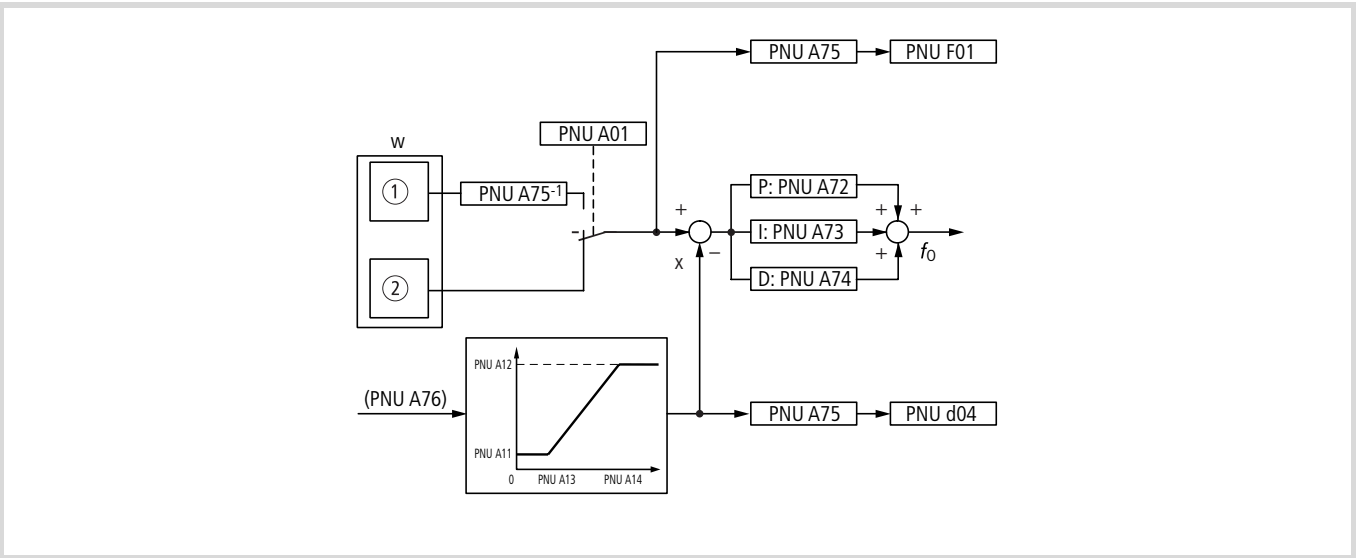 PNU A75
PNU F01
PNU A01
w
1
PNU A75-1
P: PNU A72
+
+ +
I: PNU A73
x
−
+
fO
2
D: PNU A74
PNU A12
(PNU A76)
PNU A75
PNU d04
PNU A11
0
PNU A13
PNU A14